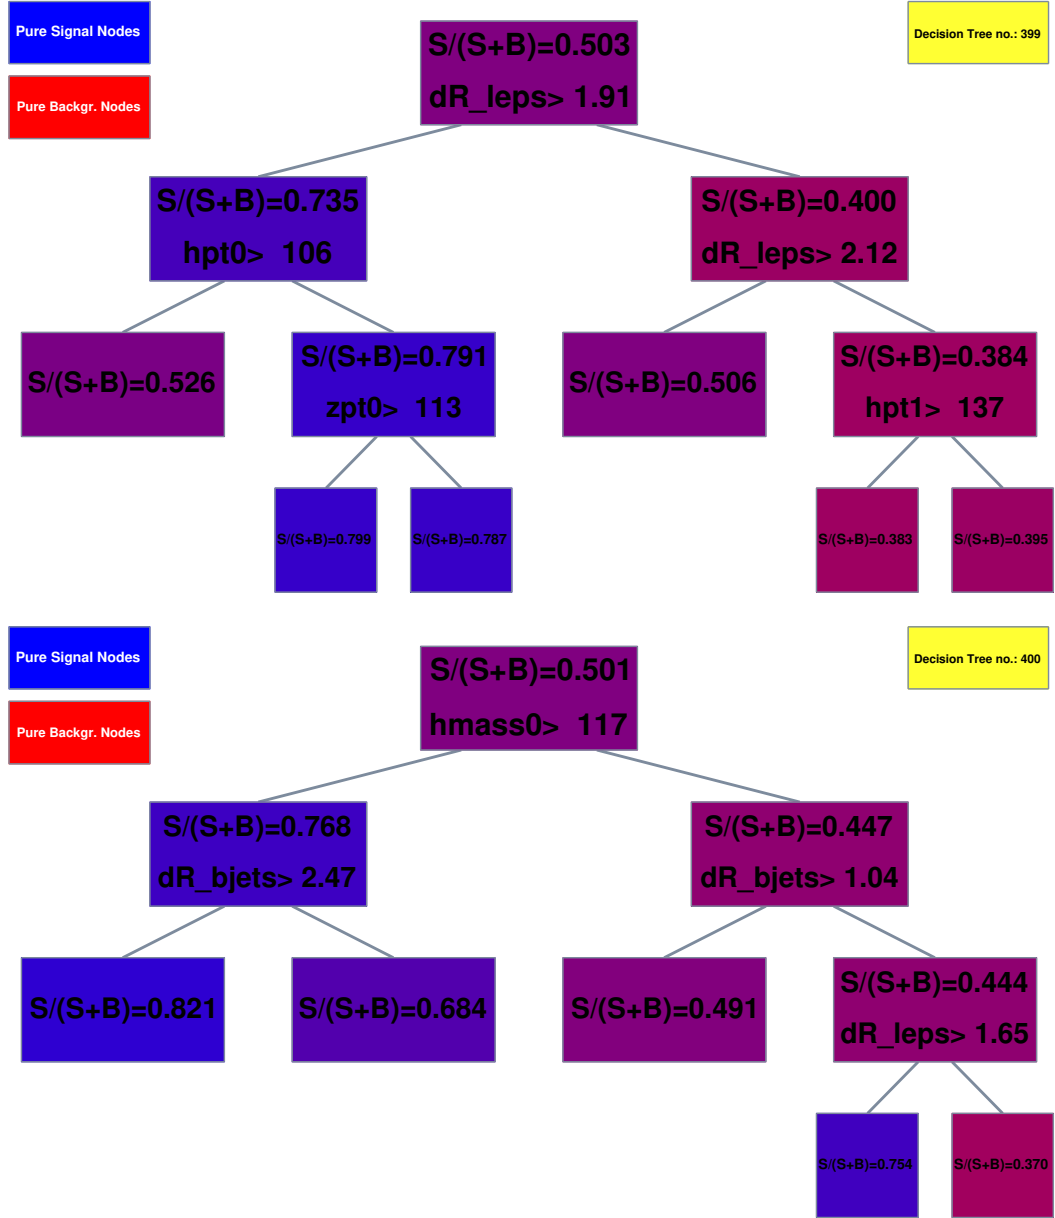 Pure Signal Nodes
Pure Backgr. Nodes
Decision Tree no.: 399
S/(S+B)=0.503
dR_leps> 1.91
S/(S+B)=0.735
hpt0> 106
S/(S+B)=0.400
dR_leps> 2.12
S/(S+B)=0.526
S/(S+B)=0.791
zpt0> 113
S/(S+B)=0.506
S/(S+B)=0.384
hpt1> 137
S/(S+B)=0.799
S/(S+B)=0.787
S/(S+B)=0.383
S/(S+B)=0.395
Pure Signal Nodes
Pure Backgr. Nodes
Decision Tree no.: 400
S/(S+B)=0.501
hmass0> 117
S/(S+B)=0.768
dR_bjets> 2.47
S/(S+B)=0.447
dR_bjets> 1.04
S/(S+B)=0.821
S/(S+B)=0.684
S/(S+B)=0.491
S/(S+B)=0.444
dR_leps> 1.65
S/(S+B)=0.754
S/(S+B)=0.370